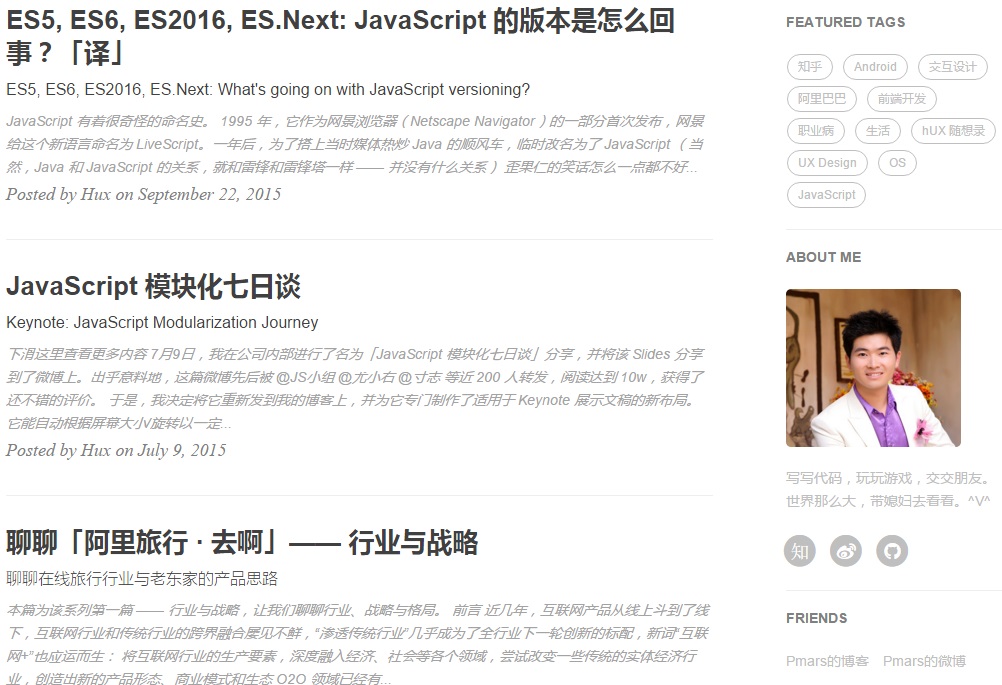 ES5, ES6, ES2016, ES.Next: JavaScript 的版本是怎么回
事？「译」
ES5, ES6, ES2016, ES.Next: What's going on with JavaScript versioning?
JavaScript 有着很奇怪的命名史。 1995 年，它作为网景浏览器（Netscape Navigator）的一部分首次发布，网景
给这个新语言命名为 LiveScript。一年后，为了搭上当时媒体热炒 Java 的顺风车，临时改名为了 JavaScript （当
然，Java 和 JavaScript 的关系，就和雷锋和雷锋塔一样 —— 并没有什么关系 ） 歪果仁的笑话怎么一点都不好...
Posted by Hux on September 22, 2015
JavaScript 模块化七日谈
Keynote: JavaScript Modularization Journey
下滑这里查看更多内容 7月9日，我在公司内部进行了名为「JavaScript 模块化七日谈」分享，并将该 Slides 分享
到了微博上。出乎意料地，这篇微博先后被 @JS小组 @尤小右 @寸志 等近 200 人转发，阅读达到 10w，获得了
还不错的评价。 于是，我决定将它重新发到我的博客上，并为它专门制作了适用于 Keynote 展示文稿的新布局。
它能自动根据屏幕大小\/旋转以一定...
Posted by Hux on July 9, 2015
聊聊「阿里旅行 · 去啊」—— 行业与战略
聊聊在线旅行行业与老东家的产品思路
本篇为该系列第一篇 —— 行业与战略，让我们聊聊行业、战略与格局。 前言 近几年，互联网产品从线上斗到了线
下，互联网行业和传统行业的跨界融合屡见不鲜，“渗透传统行业”几乎成为了全行业下一轮创新的标配，新词“互联
网+”也应运而生： 将互联网行业的生产要素，深度融入经济、社会等各个领域，尝试改变一些传统的实体经济行
业，创造出新的产品形态、商业模式和生态 O2O 领域已经有...
FEATURED TAGS
知乎 Android 交互设计
阿里巴巴 前端开发
职业病 生活 hUX 随想录
UX Design OS
JavaScript
ABOUT ME
写写代码，玩玩游戏，交交朋友。
世界那么大，带媳妇去看看。^V^
知
FRIENDS
Pmars的博客 Pmars的微博